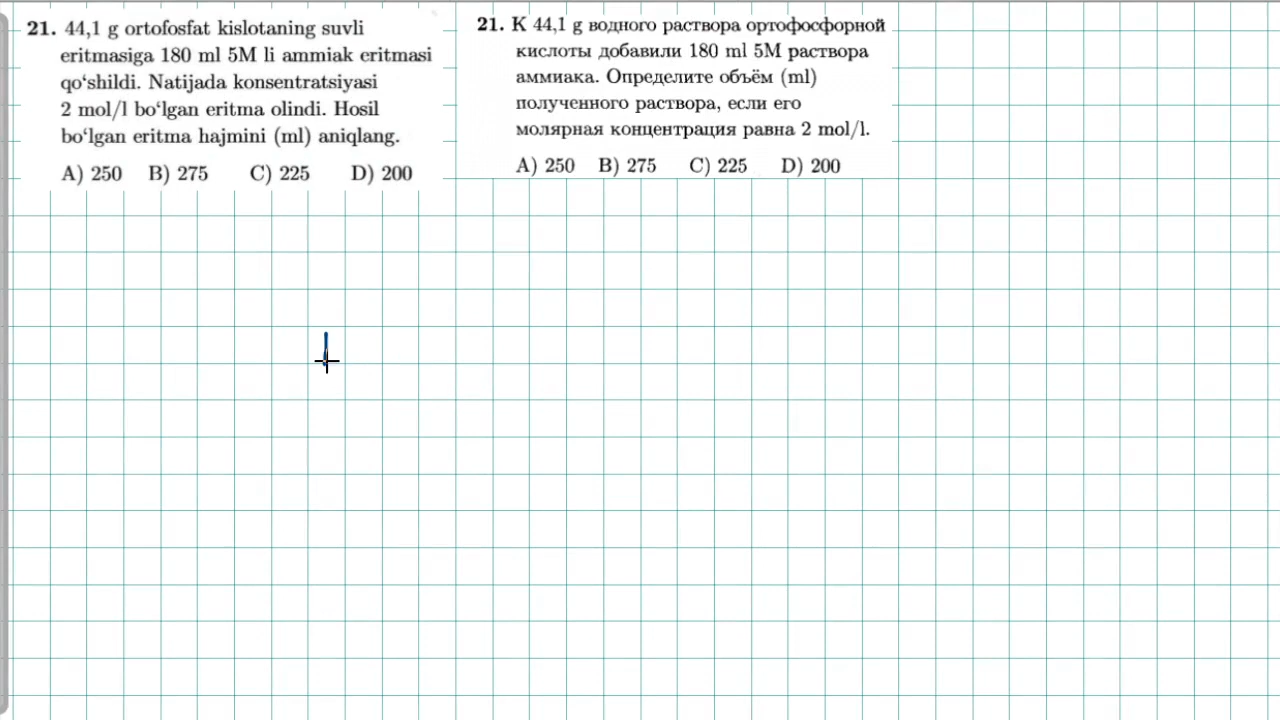 21. 44,1 g ortofosfat kislotaning suvli
eritmasiga 180 ml 5M li ammiak eritmasi
qo‘shildi. Natijada konsentratsiyasi
2 mol/l bo‘lgan eritma olindi. Hosil
bo‘lgan eritma hajmini (ml) aniqlang.
A) 250 B) 275 C) 225 D) 200
21. К 44,1 g водного раствора ортофосфорной
кислоты добавили 180 ml 5M раствора
аммиака. Определите объём (ml)
полученного раствора, если его
молярная концентрация равна 2 mol/l.
A) 250 B) 275 C) 225 D) 200